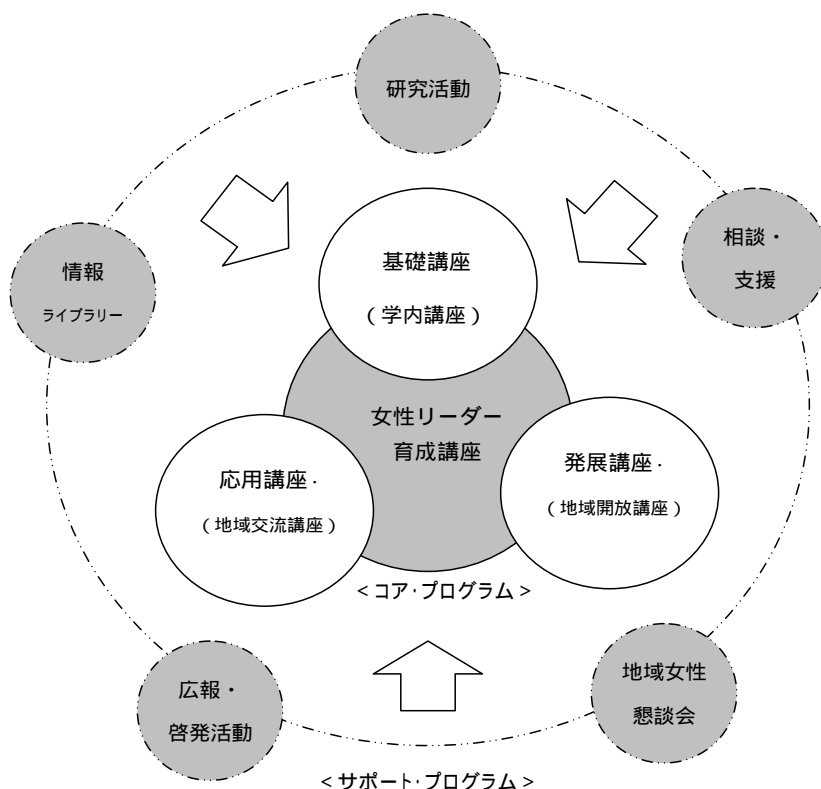 研究活動
相談・
支援
情報
ライブラリー
基礎講座
（学内講座）
女性リーダー
育成講座
応用講座・
（地域交流講座）
発展講座・
（地域開放講座）
＜コア・プログラム＞
広報・
啓発活動
地域女性
懇談会
＜サポート・プログラム＞